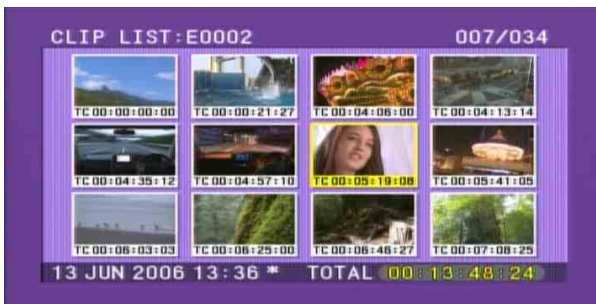 CLIP LIST:E0002 007/034
TC 00:00:00:00 TC 00:00:21:27 TC 00:04:06:00 TC 00:04:13:14
TC 00:04:35:12 TC 00:04:57:10 TC 00:05:19:08 TC 00:05:41:05
TC 00:06:03:03 TC 00:06:25:00 TC 00:06:46:27 TC 00:07:08:25
13 JUN 2006 13:36 * TOTAL 00:13:48:24